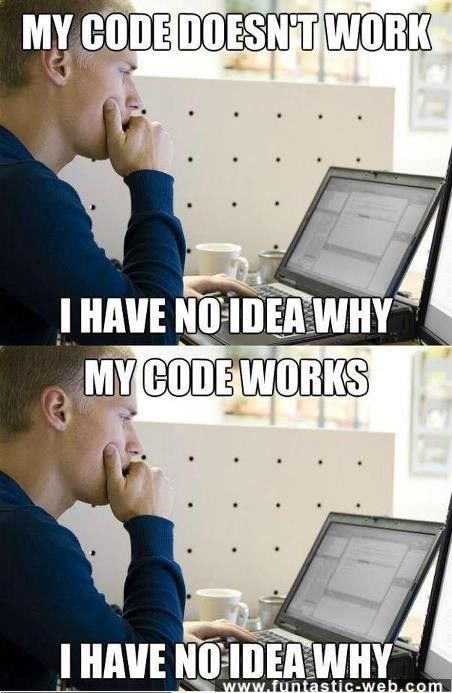 MY CODE DOESN'T WORK
I HAVE NO IDEA WHY
MY CODE WORKS
I HAVE NO IDEA WHY
www.funtastic-web.com